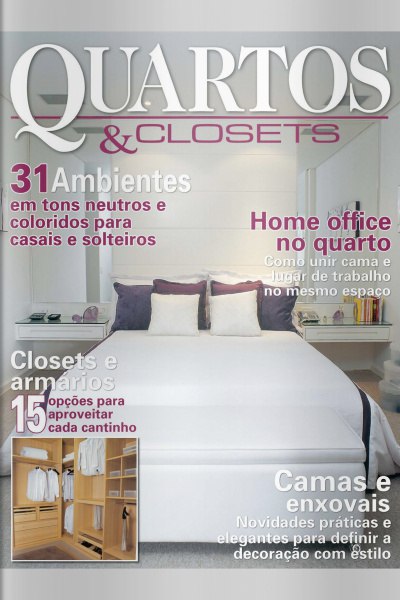 QUARTOS
&CLOSETS
31 Ambientes
em tons neutros e
coloridos para
casais e solteiros
Home office
no quarto
Como unir cama e
lugar de trabalho
no mesmo espaço
Closets e
armários
15 opções para
aproveitar
cada cantinho
Camas e
enxovais
Novidades práticas e
elegantes para definir a
decoração com estilo